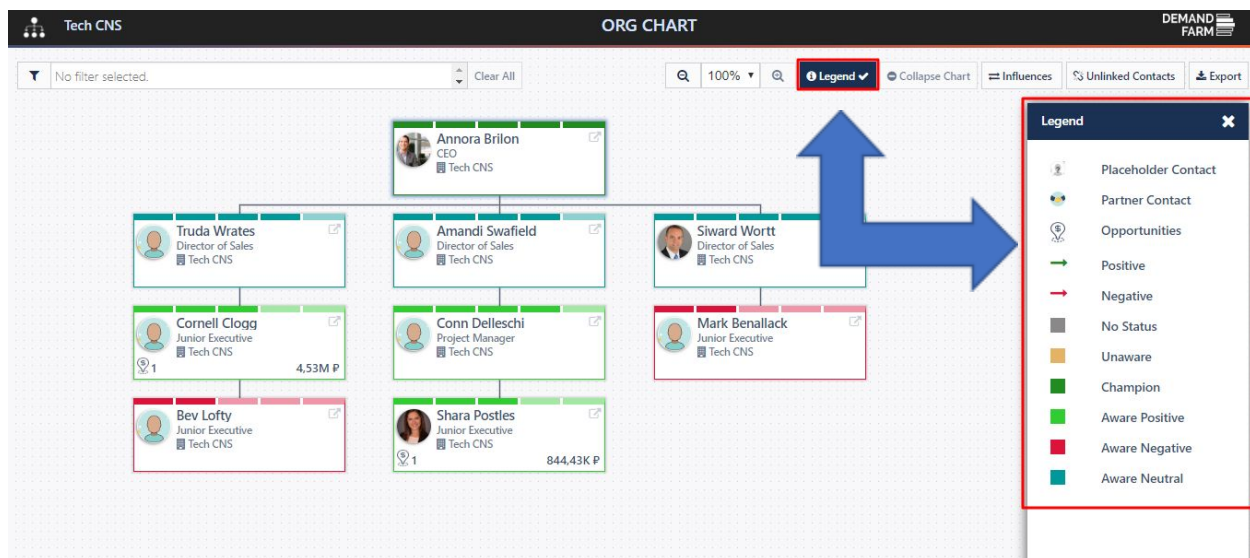 Tech CNS
ORG CHART
DEMAND
FARM
No filter selected.
Clear All
100%
Legend
Collapse Chart
Influences
Unlinked Contacts
Export
Annora Brilon
CEO
Tech CNS
Truda Wrates
Director of Sales
Tech CNS
Amandi Swafield
Director of Sales
Tech CNS
Siward Wortt
Director of Sales
Tech CNS
Cornell Clogg
Junior Executive
Tech CNS
1
4,53M ₽
Conn Delleschi
Project Manager
Tech CNS
Mark Benallack
Junior Executive
Tech CNS
Bev Lofty
Junior Executive
Tech CNS
Shara Postles
Junior Executive
Tech CNS
1
844,43K ₽
Legend
Placeholder Contact
Partner Contact
Opportunities
Positive
Negative
No Status
Unaware
Champion
Aware Positive
Aware Negative
Aware Neutral